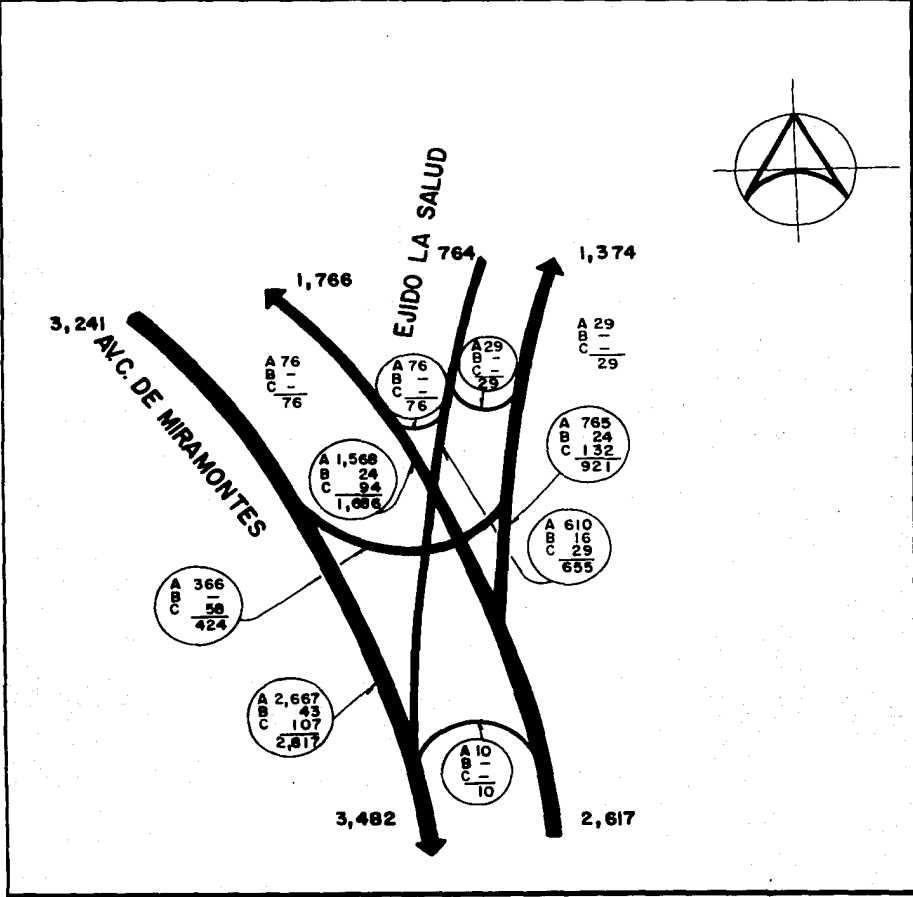 EJIDO LA SALUD
764
1,374
1,766
3,241
AV.C. DE MIRAMONTES
A 29
B -
C -
29
A 76
B -
C -
76
A 76
B -
C -
76
A 29
B -
C -
29
A 765
B 24
C 132
921
A 1,568
B 24
C 94
1,686
A 610
B 16
C 29
655
A 366
B -
C 58
424
A 2,667
B 43
C 107
2,817
A 10
B -
C -
10
3,482
2,617